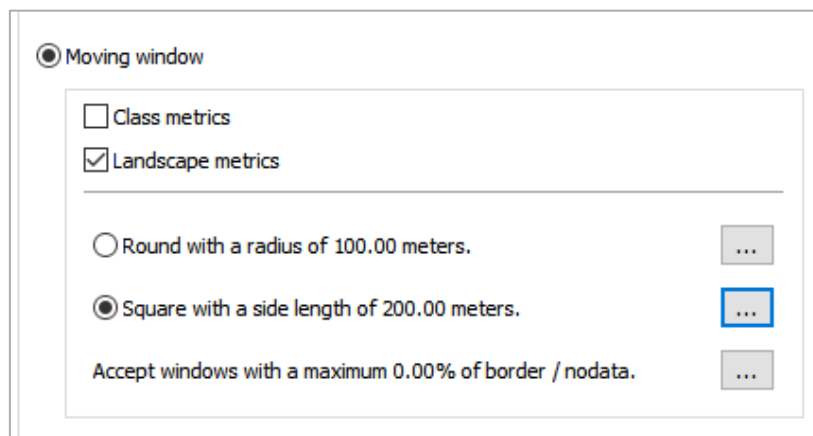 Moving window
Class metrics
Landscape metrics
Round with a radius of 100.00 meters.
...
Square with a side length of 200.00 meters.
...
Accept windows with a maximum 0.00% of border / nodata.
...